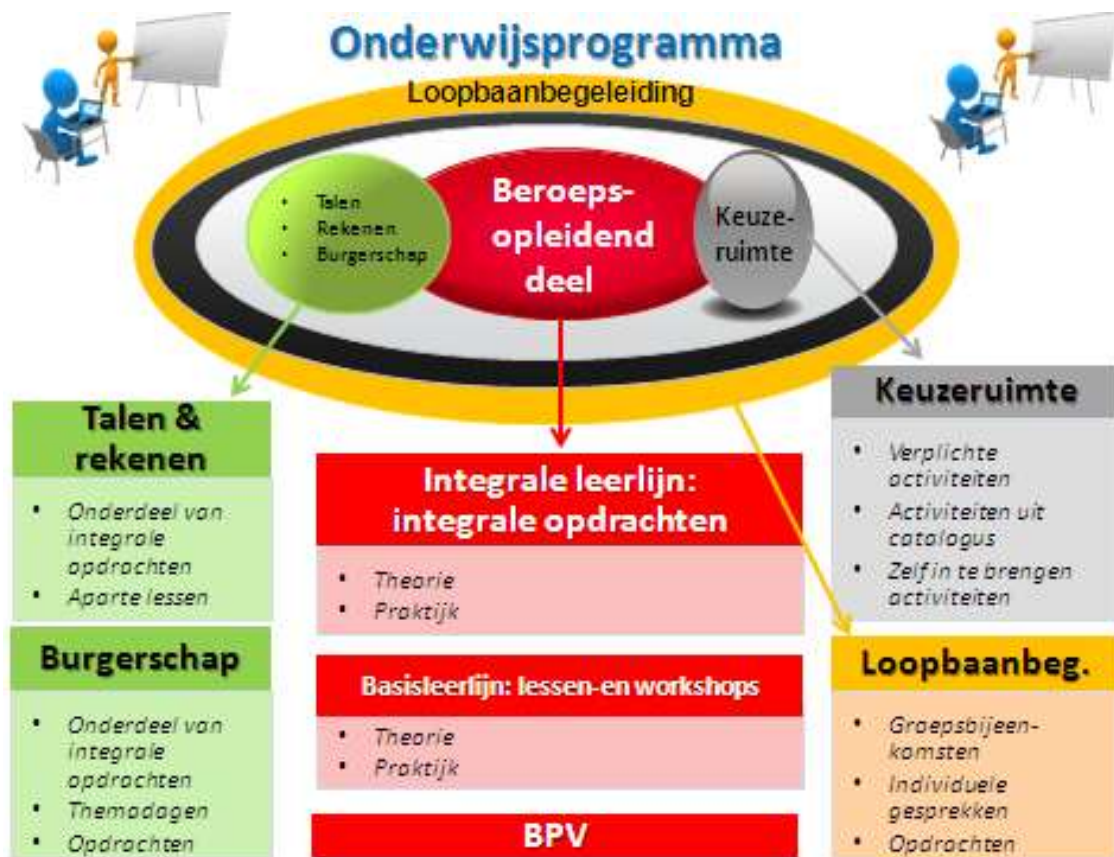 Onderwijsprogramma
Loopbaanbegeleiding
• Talen
• Rekenen
• Burgerschap
Beroeps-
opleidend
deel
Keuze-
ruimte
Talen &
rekenen
• Onderdeel van
integrale
opdrachten
• Aparte lessen
Burgerschap
• Onderdeel van
integrale
opdrachten
• Themadagen
• Opdrachten
Integrale leerlijn:
integrale opdrachten
• Theorie
• Praktijk
Basisleerlijn: lessen-en workshops
• Theorie
• Praktijk
BPV
Keuzeruimte
• Verplichte
activiteiten
• Activiteiten uit
catalogus
• Zelf in te brengen
activiteiten
Loopbaanbeg.
• Groepsbijeen-
komsten
• Individuele
gesprekken
• Opdrachten